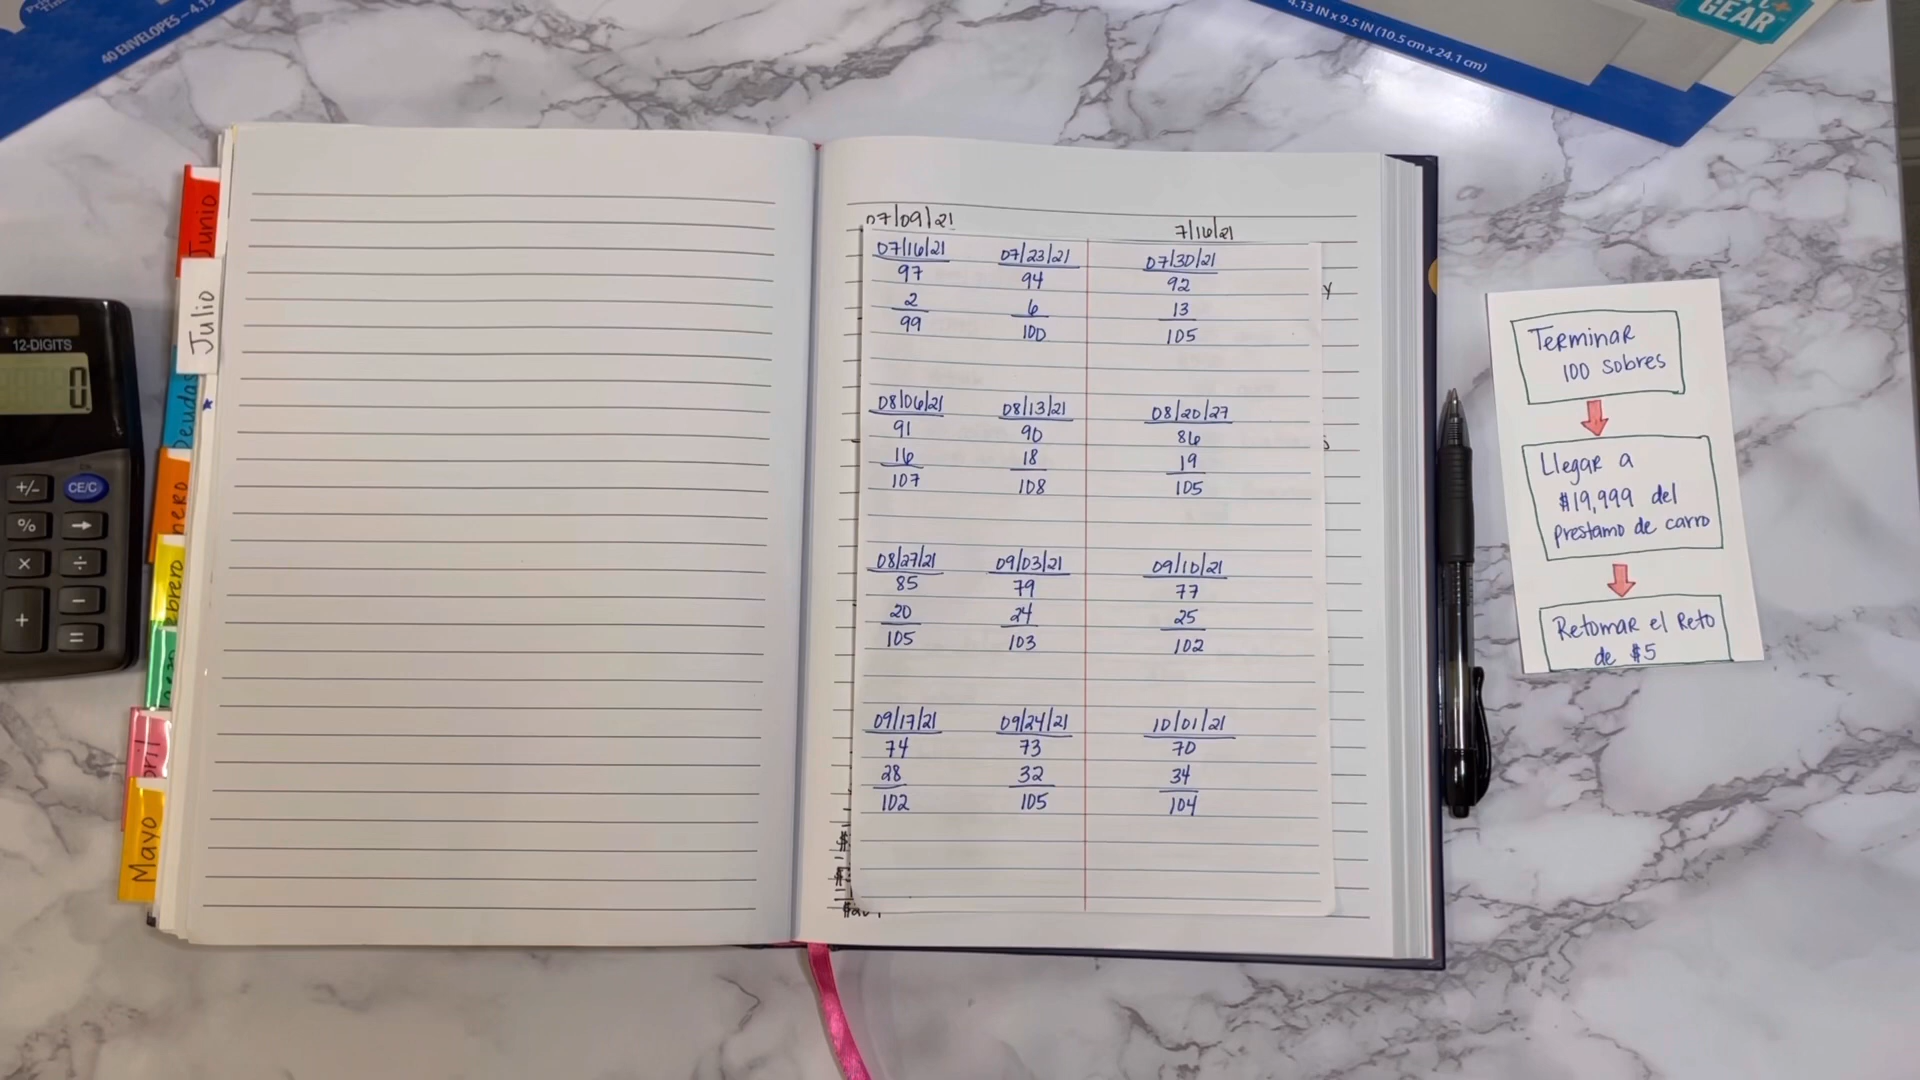 40 ENVELOPES - 4.13
4.13 IN x 9.5 IN (10.5 cm x 24.1 cm)
GEAR
Junio
Julio
Deudas
Mayo
12-DIGITS
0.
+/-
CE/C
%
→
×
÷
−
+
=
07/09/21
7/16/21
07/16/21 07/23/21 07/30/21
97 94 92
2 6 13
99 100 105
08/06/21 08/13/21 08/20/27
91 90 86
16 18 19
107 108 105
08/27/21 09/03/21 09/10/21
85 79 77
20 24 25
105 103 102
09/17/21 09/24/21 10/01/21
74 73 70
28 32 34
102 105 104
Terminar
100 sobres
Llegar a
$19,999 del
prestamo de carro
Retomar el Reto
de $5